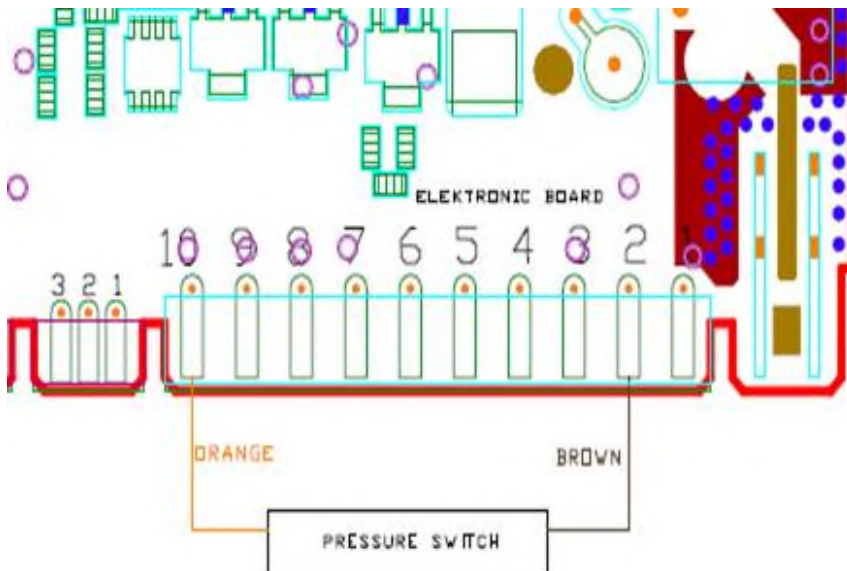 ELEKTRONIC BOARD
10 9 8 7 6 5 4 3 2 1
3 2 1
ORANGE
BROWN
PRESSURE SWITCH